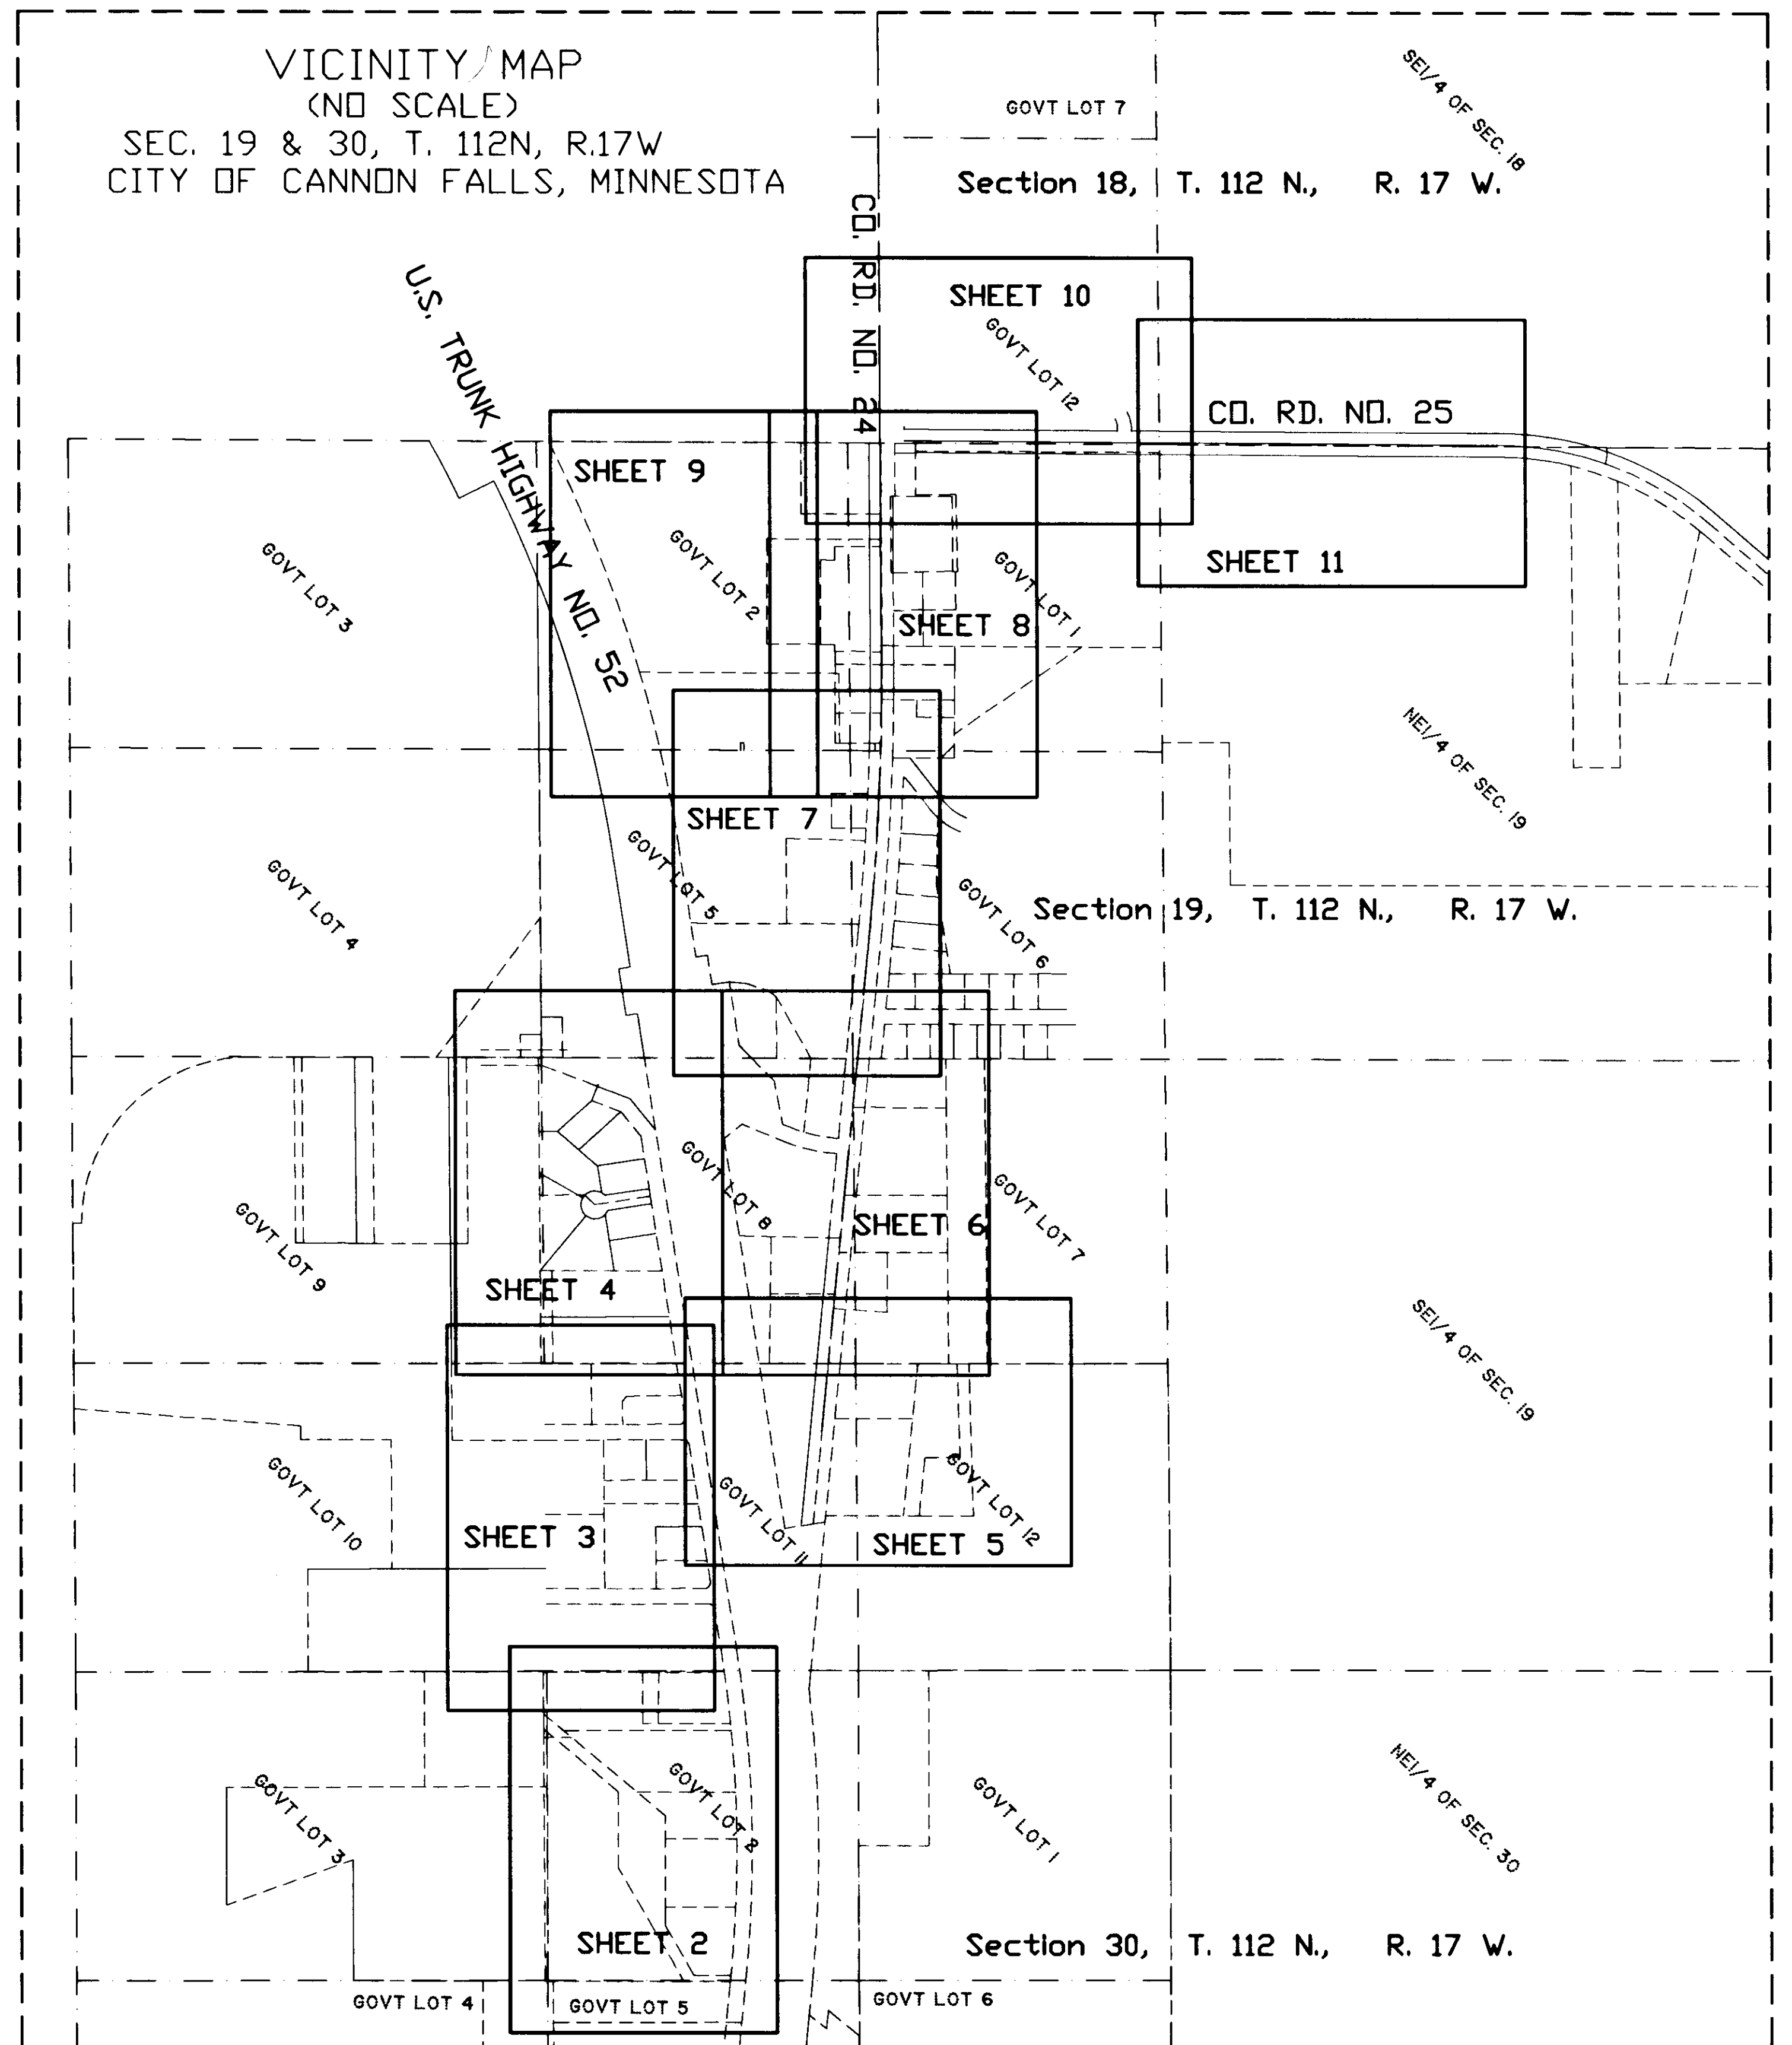 VICINITY MAP
(NO SCALE)
SEC. 19 & 30, T. 112N, R.17W
CITY OF CANNON FALLS, MINNESOTA
GOVT LOT 7
SE1/4 OF SEC. 18
Section 18, T. 112 N., R. 17 W.
CO. RD. NO. 24
U.S. TRUNK HIGHWAY NO. 52
SHEET 10
GOVT LOT 12
CO. RD. NO. 25
SHEET 9
GOVT LOT 3
GOVT LOT 2
GOVT LOT 1
SHEET 11
SHEET 8
NE1/4 OF SEC. 19
SHEET 7
GOVT LOT 4
GOVT LOT 5
GOVT LOT 6
Section 19, T. 112 N., R. 17 W.
GOVT LOT 9
GOVT LOT 8
SHEET 6
GOVT LOT 7
SHEET 4
SE1/4 OF SEC. 19
GOVT LOT 10
SHEET 3
GOVT LOT 11
GOVT LOT 12
SHEET 5
GOVT LOT 3
GOVT LOT 2
GOVT LOT 1
NE1/4 OF SEC. 30
SHEET 2
Section 30, T. 112 N., R. 17 W.
GOVT LOT 4
GOVT LOT 5
GOVT LOT 6